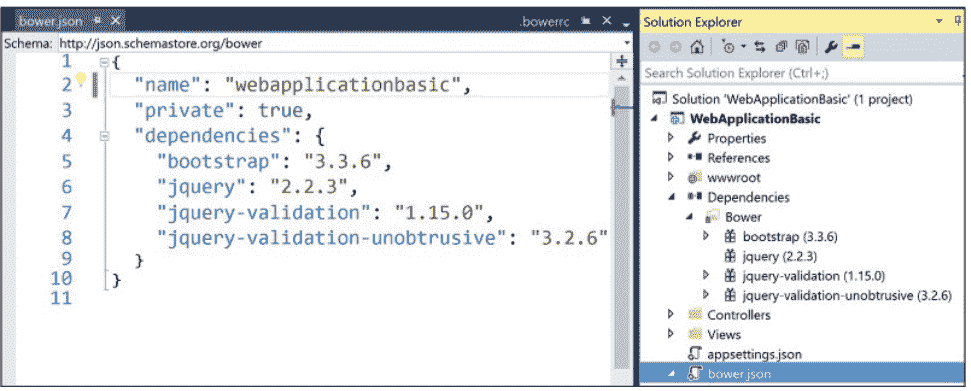 bower.json
.bowerrc
Schema: http://json.schemastore.org/bower
1 {
2 "name": "webapplicationbasic",
3 "private": true,
4 "dependencies": {
5 "bootstrap": "3.3.6",
6 "jquery": "2.2.3",
7 "jquery-validation": "1.15.0",
8 "jquery-validation-unobtrusive": "3.2.6"
9 }
10 }
11
Solution Explorer
Search Solution Explorer (Ctrl+;)
Solution 'WebApplicationBasic' (1 project)
WebApplicationBasic
Properties
References
wwwroot
Dependencies
Bower
bootstrap (3.3.6)
jquery (2.2.3)
jquery-validation (1.15.0)
jquery-validation-unobtrusive (3.2.6)
Controllers
Views
appsettings.json
bower.json